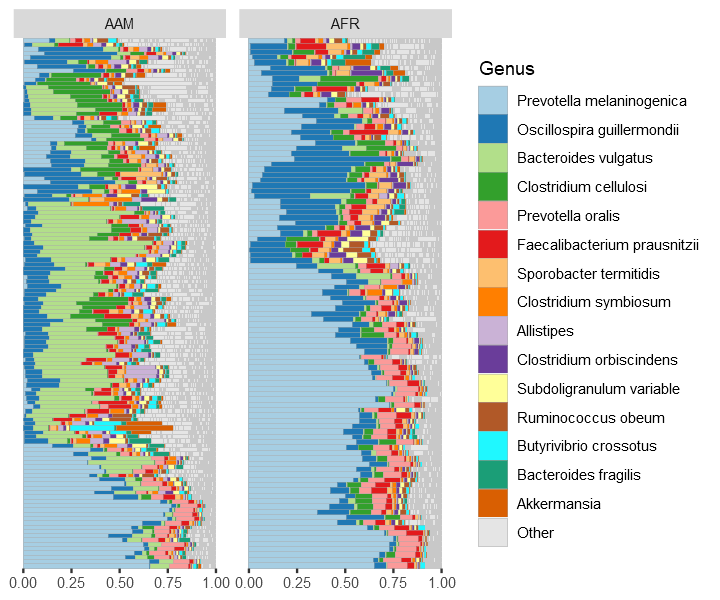 AAM
AFR
Genus
Prevotella melaninogenica
Oscillospira guillermondii
Bacteroides vulgatus
Clostridium cellulosi
Prevotella oralis
Faecalibacterium prausnitzii
Sporobacter termitidis
Clostridium symbiosum
Allistipes
Clostridium orbiscindens
Subdoligranulum variable
Ruminococcus obeum
Butyrivibrio crossotus
Bacteroides fragilis
Akkermansia
Other
0.00 0.25 0.50 0.75 1.00 0.00 0.25 0.50 0.75 1.00